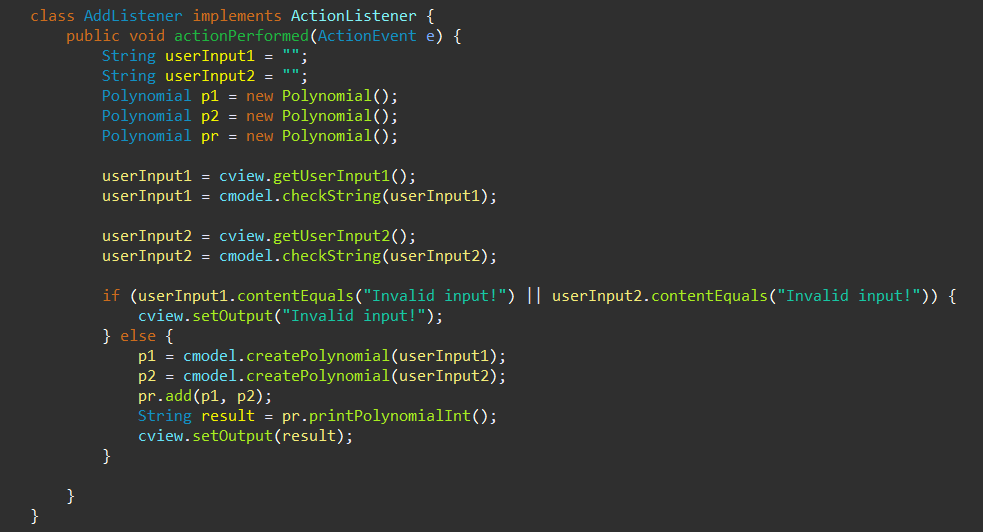 class AddListener implements ActionListener {
    public void actionPerformed(ActionEvent e) {
        String userInput1 = "";
        String userInput2 = "";
        Polynomial p1 = new Polynomial();
        Polynomial p2 = new Polynomial();
        Polynomial pr = new Polynomial();

        userInput1 = cview.getUserInput1();
        userInput1 = cmodel.checkString(userInput1);

        userInput2 = cview.getUserInput2();
        userInput2 = cmodel.checkString(userInput2);

        if (userInput1.contentEquals("Invalid input!") || userInput2.contentEquals("Invalid input!")) {
            cview.setOutput("Invalid input!");
        } else {
            p1 = cmodel.createPolynomial(userInput1);
            p2 = cmodel.createPolynomial(userInput2);
            pr.add(p1, p2);
            String result = pr.printPolynomialInt();
            cview.setOutput(result);
        }

    }
}